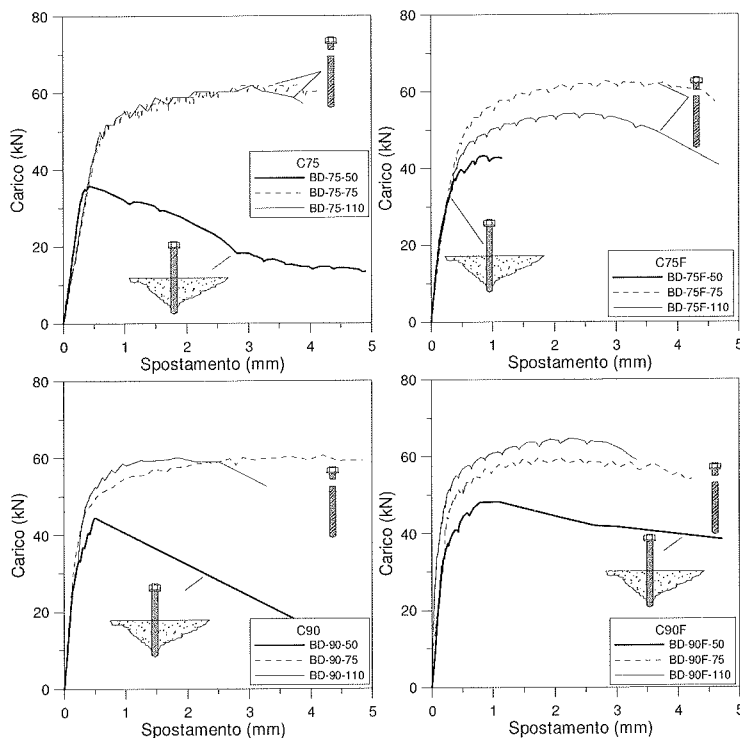 80
60
40
20
0
Carico (kN)
C75
BD-75-50
BD-75-75
BD-75-110
0
1
2
3
4
5
Spostamento (mm)
80
60
40
20
0
Carico (kN)
C75F
BD-75F-50
BD-75F-75
BD-75F-110
0
1
2
3
4
5
Spostamento (mm)
80
60
40
20
0
Carico (kN)
C90
BD-90-50
BD-90-75
BD-90-110
0
1
2
3
4
5
Spostamento (mm)
80
60
40
20
0
Carico (kN)
C90F
BD-90F-50
BD-90F-75
BD-90F-110
0
1
2
3
4
5
Spostamento (mm)